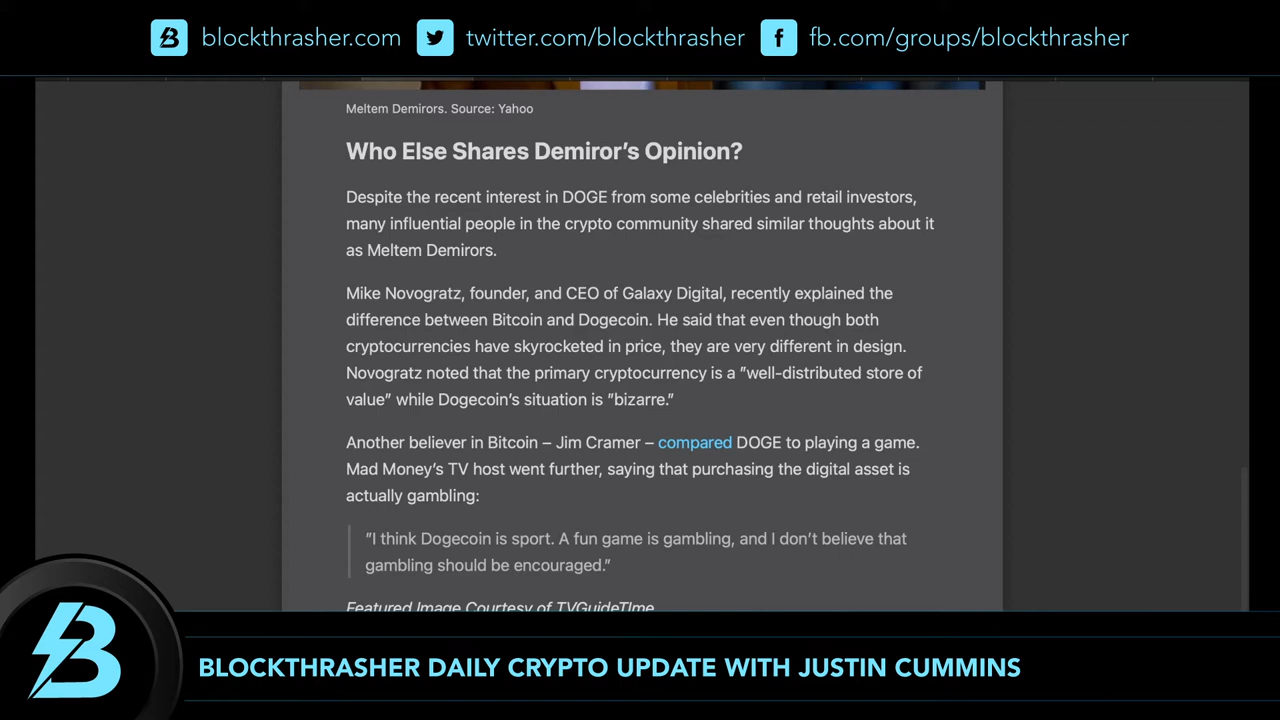 blockthrasher.com twitter.com/blockthrasher fb.com/groups/blockthrasher
Meltem Demirors. Source: Yahoo
Who Else Shares Demiror’s Opinion?
Despite the recent interest in DOGE from some celebrities and retail investors,
many influential people in the crypto community shared similar thoughts about it
as Meltem Demirors.
Mike Novogratz, founder, and CEO of Galaxy Digital, recently explained the
difference between Bitcoin and Dogecoin. He said that even though both
cryptocurrencies have skyrocketed in price, they are very different in design.
Novogratz noted that the primary cryptocurrency is a ”well-distributed store of
value” while Dogecoin’s situation is ”bizarre.”
Another believer in Bitcoin – Jim Cramer – compared DOGE to playing a game.
Mad Money’s TV host went further, saying that purchasing the digital asset is
actually gambling:
”I think Dogecoin is sport. A fun game is gambling, and I don’t believe that
gambling should be encouraged.”
Featured Image Courtesy of TVGuideTIme
B
BLOCKTHRASHER DAILY CRYPTO UPDATE WITH JUSTIN CUMMINS